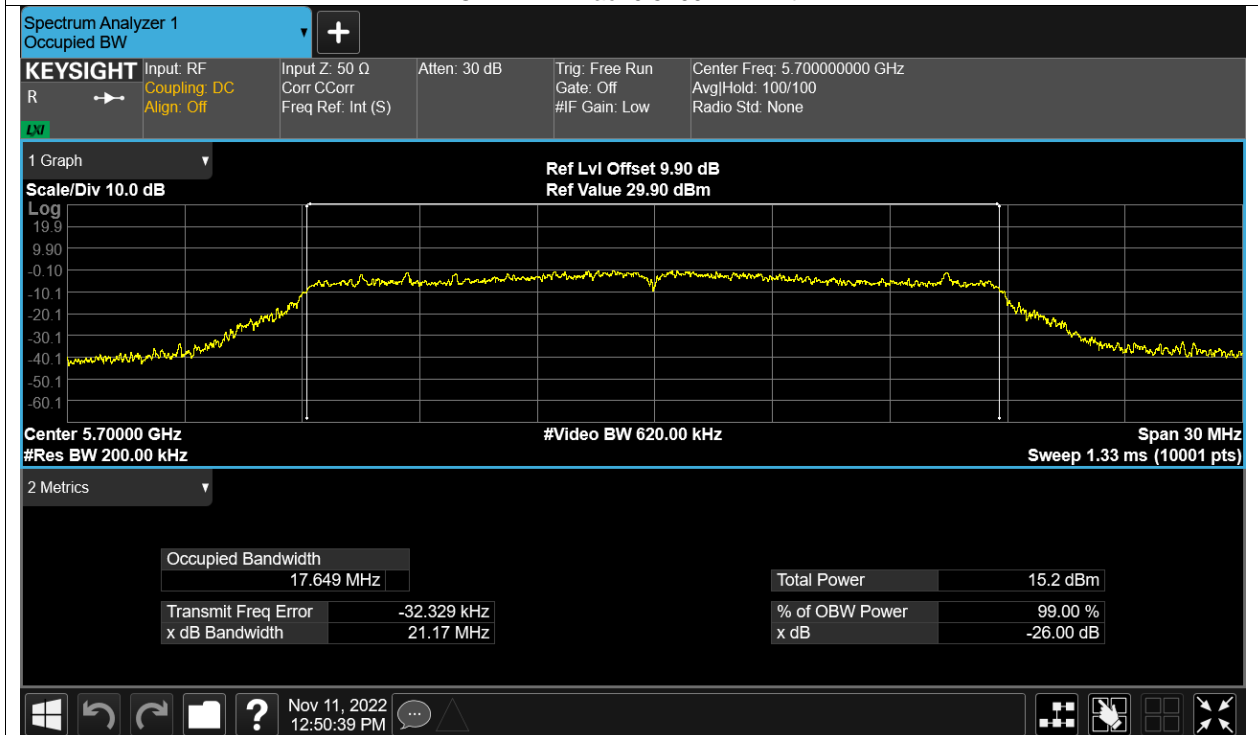 Spectrum Analyzer 1
Occupied BW
+
KEYSIGHT
R
LXI
Input: RF
Coupling: DC
Align: Off
Input Z: 50 Ω
Corr CCorr
Freq Ref: Int (S)
Atten: 30 dB
Trig: Free Run
Gate: Off
#IF Gain: Low
Center Freq: 5.700000000 GHz
Avg|Hold: 100/100
Radio Std: None
1 Graph
Scale/Div 10.0 dB
Ref Lvl Offset 9.90 dB
Ref Value 29.90 dBm
Log
19.9
9.90
-0.10
-10.1
-20.1
-30.1
-40.1
-50.1
-60.1
Center 5.70000 GHz
#Res BW 200.00 kHz
#Video BW 620.00 kHz
Span 30 MHz
Sweep 1.33 ms (10001 pts)
2 Metrics
Occupied Bandwidth
17.649 MHz
Transmit Freq Error -32.329 kHz
x dB Bandwidth 21.17 MHz
Total Power 15.2 dBm
% of OBW Power 99.00 %
x dB -26.00 dB
?
Nov 11, 2022
12:50:39 PM